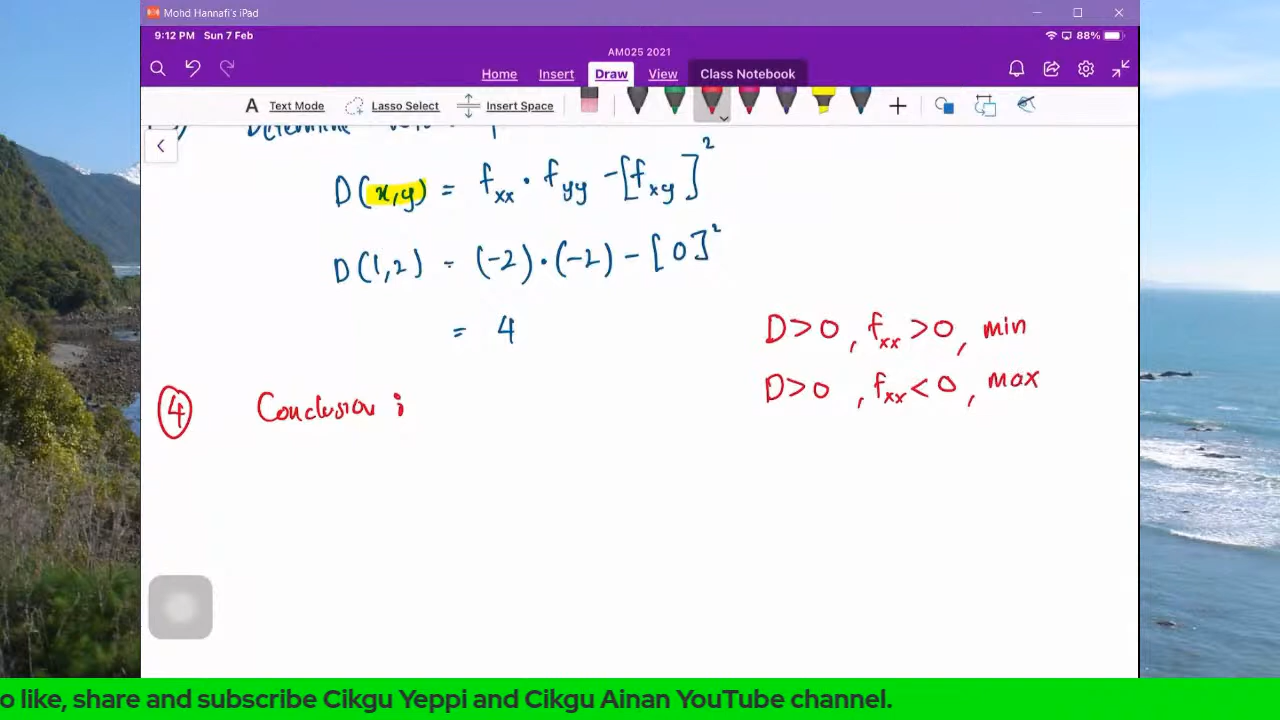 Mohd Hannafi's iPad
9:12 PM Sun 7 Feb
88%
AM025 2021
Home Insert Draw View Class Notebook
A Text Mode Lasso Select Insert Space
Determine
D(x,y) = fxx · fyy - [fxy]²
D(1,2) = (-2)·(-2) - [0]²
= 4
D>0, fxx>0, min
D>0, fxx<0, max
4 Conclusion :
o like, share and subscribe Cikgu Yeppi and Cikgu Ainan YouTube channel.